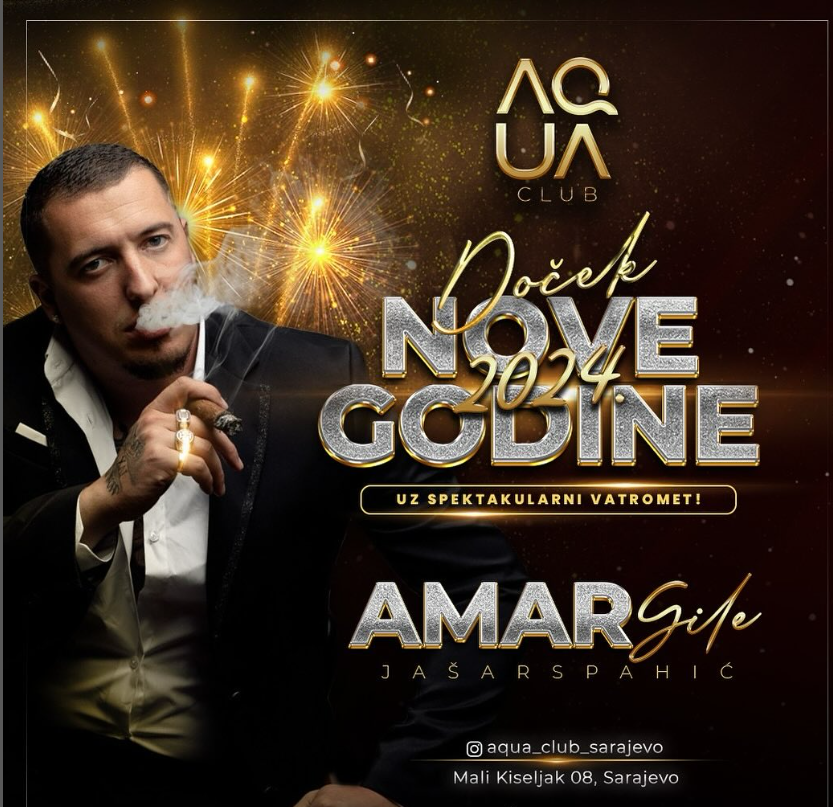 AQ
UA
CLUB
Doček
NOVE
2024.
GODINE
UZ SPEKTAKULARNI VATROMET!
AMAR Gile
JAŠARSPAHIĆ
aqua_club_sarajevo
Mali Kiseljak 08, Sarajevo